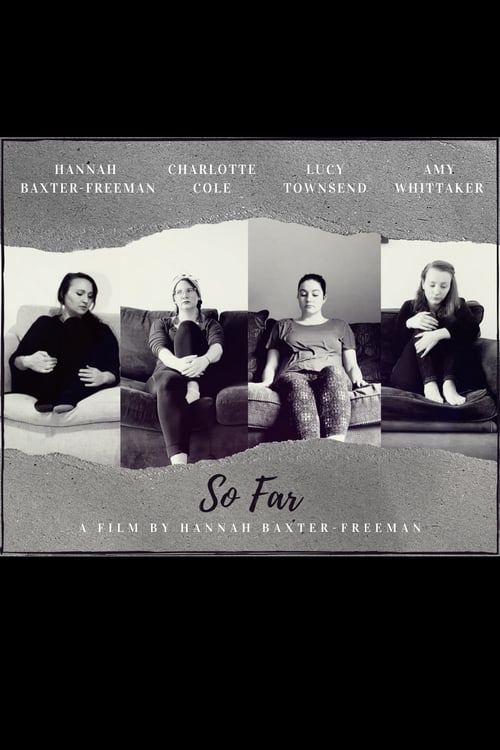 HANNAH CHARLOTTE LUCY AMY
BAXTER-FREEMAN COLE TOWNSEND WHITTAKER
So Far
A FILM BY HANNAH BAXTER-FREEMAN